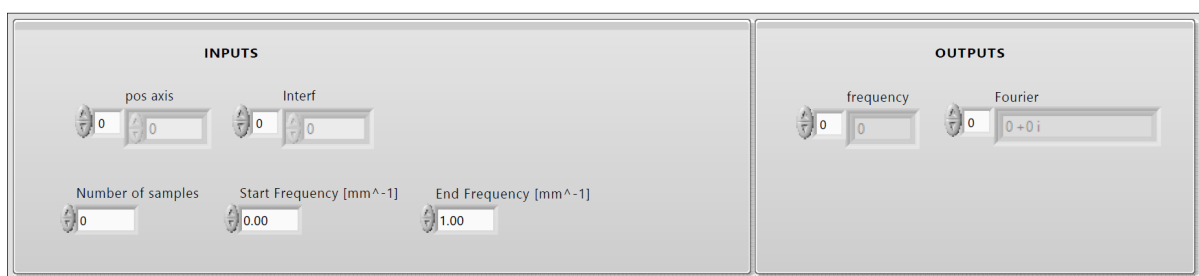 INPUTS
pos axis
Interf
0
0
0
0
Number of samples
Start Frequency [mm^-1]
End Frequency [mm^-1]
0
0.00
1.00
OUTPUTS
frequency
Fourier
0
0
0
0 +0 i